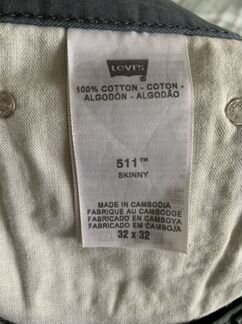 Levi's
100% COTTON - COTON -
ALGODÓN - ALGODÃO
511™
SKINNY
MADE IN CAMBODIA
FABRIQUE AU CAMBODGE
FABRICADO EN CAMBOYA
FABRICADO EM CAMBOJA
32 x 32